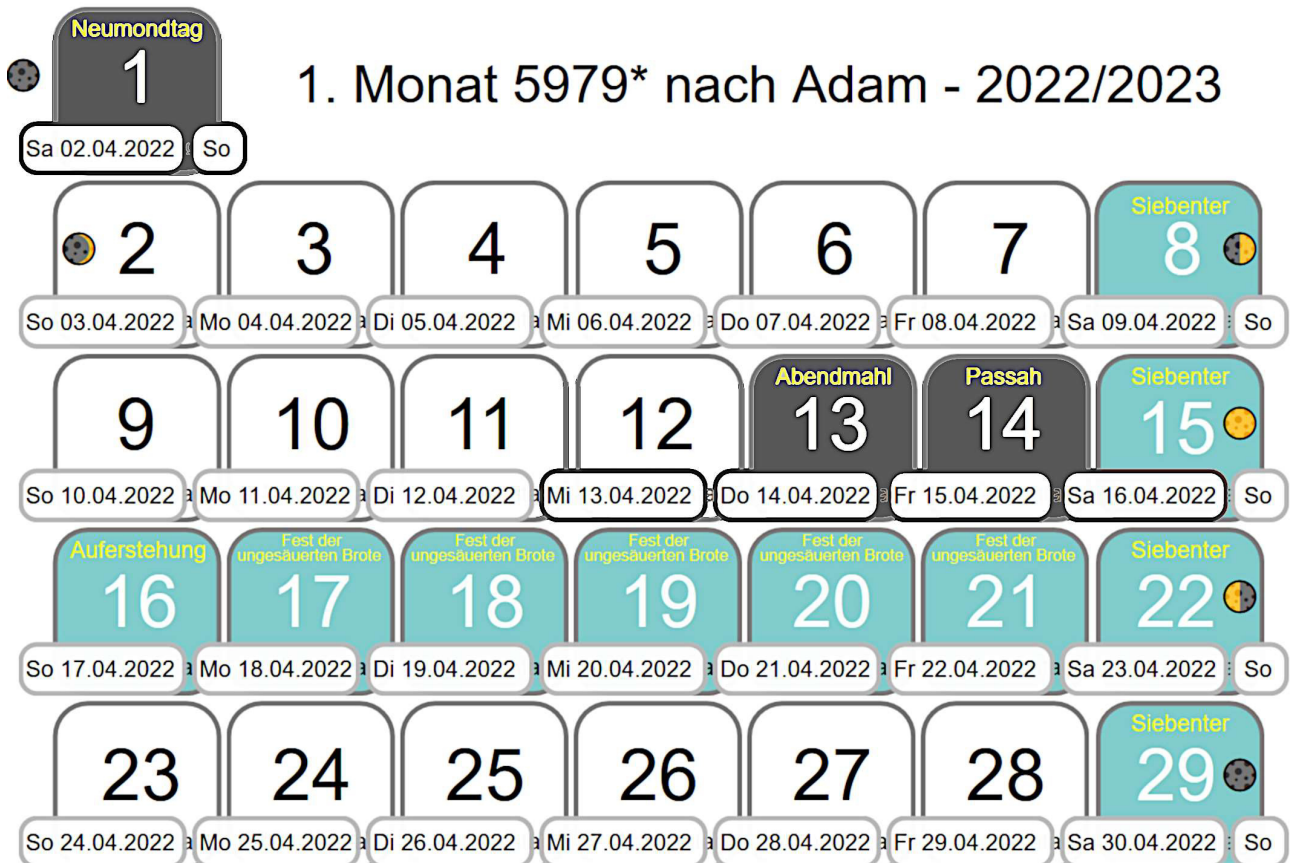 Neumondtag
1
1. Monat 5979* nach Adam - 2022/2023
Sa 02.04.2022 So
2 3 4 5 6 7 Siebenter 8
So 03.04.2022 Mo 04.04.2022 Di 05.04.2022 Mi 06.04.2022 Do 07.04.2022 Fr 08.04.2022 Sa 09.04.2022 So
Abendmahl Passah Siebenter
9 10 11 12 13 14 15
So 10.04.2022 Mo 11.04.2022 Di 12.04.2022 Mi 13.04.2022 Do 14.04.2022 Fr 15.04.2022 Sa 16.04.2022 So
Auferstehung Fest der ungesäuerten Brote Fest der ungesäuerten Brote Fest der ungesäuerten Brote Fest der ungesäuerten Brote Fest der ungesäuerten Brote Siebenter
16 17 18 19 20 21 22
So 17.04.2022 Mo 18.04.2022 Di 19.04.2022 Mi 20.04.2022 Do 21.04.2022 Fr 22.04.2022 Sa 23.04.2022 So
Siebenter
23 24 25 26 27 28 29
So 24.04.2022 Mo 25.04.2022 Di 26.04.2022 Mi 27.04.2022 Do 28.04.2022 Fr 29.04.2022 Sa 30.04.2022 So